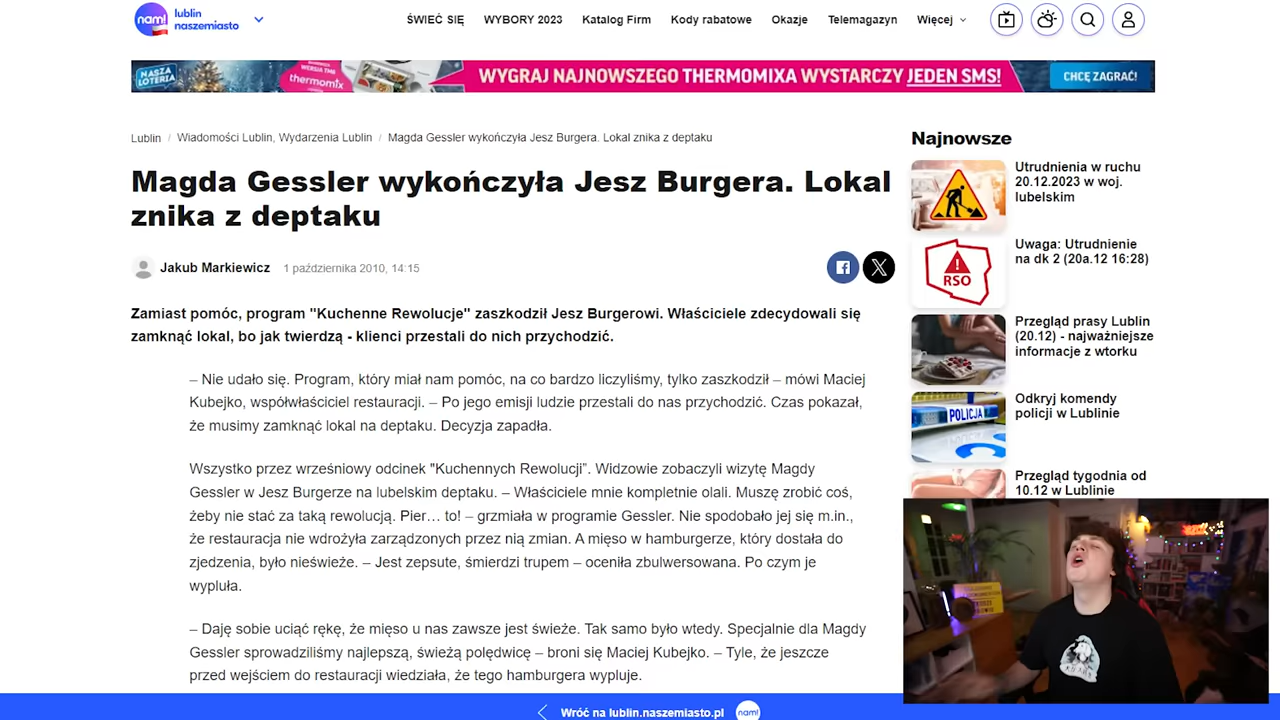 nam!
lublin
naszemiasto
ŚWIEĆ SIĘ
WYBORY 2023
Katalog Firm
Kody rabatowe
Okazje
Telemagazyn
Więcej
NASZA
LOTERIA
thermomix
WYGRAJ NAJNOWSZEGO THERMOMIXA WYSTARCZY JEDEN SMS!
CHCĘ ZAGRAĆ!
Lublin / Wiadomości Lublin, Wydarzenia Lublin / Magda Gessler wykończyła Jesz Burgera. Lokal znika z deptaku
Magda Gessler wykończyła Jesz Burgera. Lokal
znika z deptaku
Jakub Markiewicz 1 października 2010, 14:15
Zamiast pomóc, program "Kuchenne Rewolucje" zaszkodził Jesz Burgerowi. Właściciele zdecydowali się
zamknąć lokal, bo jak twierdzą - klienci przestali do nich przychodzić.
– Nie udało się. Program, który miał nam pomóc, na co bardzo liczyliśmy, tylko zaszkodził – mówi Maciej
Kubejko, współwłaściciel restauracji. – Po jego emisji ludzie przestali do nas przychodzić. Czas pokazał,
że musimy zamknąć lokal na deptaku. Decyzja zapadła.
Wszystko przez wrześniowy odcinek "Kuchennych Rewolucji". Widzowie zobaczyli wizytę Magdy
Gessler w Jesz Burgerze na lubelskim deptaku. – Właściciele mnie kompletnie olali. Muszę zrobić coś,
żeby nie stać za taką rewolucją. Pier… to! – grzmiała w programie Gessler. Nie spodobało jej się m.in.,
że restauracja nie wdrożyła zarządzonych przez nią zmian. A mięso w hamburgerze, który dostała do
zjedzenia, było nieświeże. – Jest zepsute, śmierdzi trupem – oceniła zbulwersowana. Po czym je
wypluła.
– Daję sobie uciąć rękę, że mięso u nas zawsze jest świeże. Tak samo było wtedy. Specjalnie dla Magdy
Gessler sprowadziliśmy najlepszą, świeżą polędwicę – broni się Maciej Kubejko. – Tyle, że jeszcze
przed wejściem do restauracji wiedziała, że tego hamburgera wypluje.
Najnowsze
Utrudnienia w ruchu
20.12.2023 w woj.
lubelskim
RSO
Uwaga: Utrudnienie
na dk 2 (20a.12 16:28)
Przegląd prasy Lublin
(20.12) - najważniejsze
informacje z wtorku
POLICJA
Odkryj komendy
policji w Lublinie
Przegląd tygodnia od
10.12 w Lublinie
Wróć na lublin.naszemiasto.pl
nam!